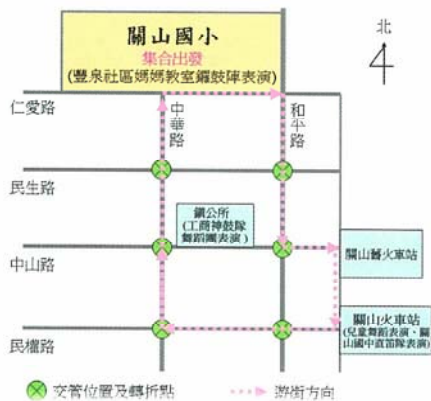 關山國小
集合出發
(豐泉社區媽媽教室鑼鼓陣表演)
北
仁愛路
中華路
和平路
民生路
鎮公所
(工商神鼓隊
舞蹈團表演)
中山路
關山舊火車站
關山火車站
(兒童舞蹈表演、關
山國中直笛隊表演)
民權路
交管位置及轉折點
遊街方向